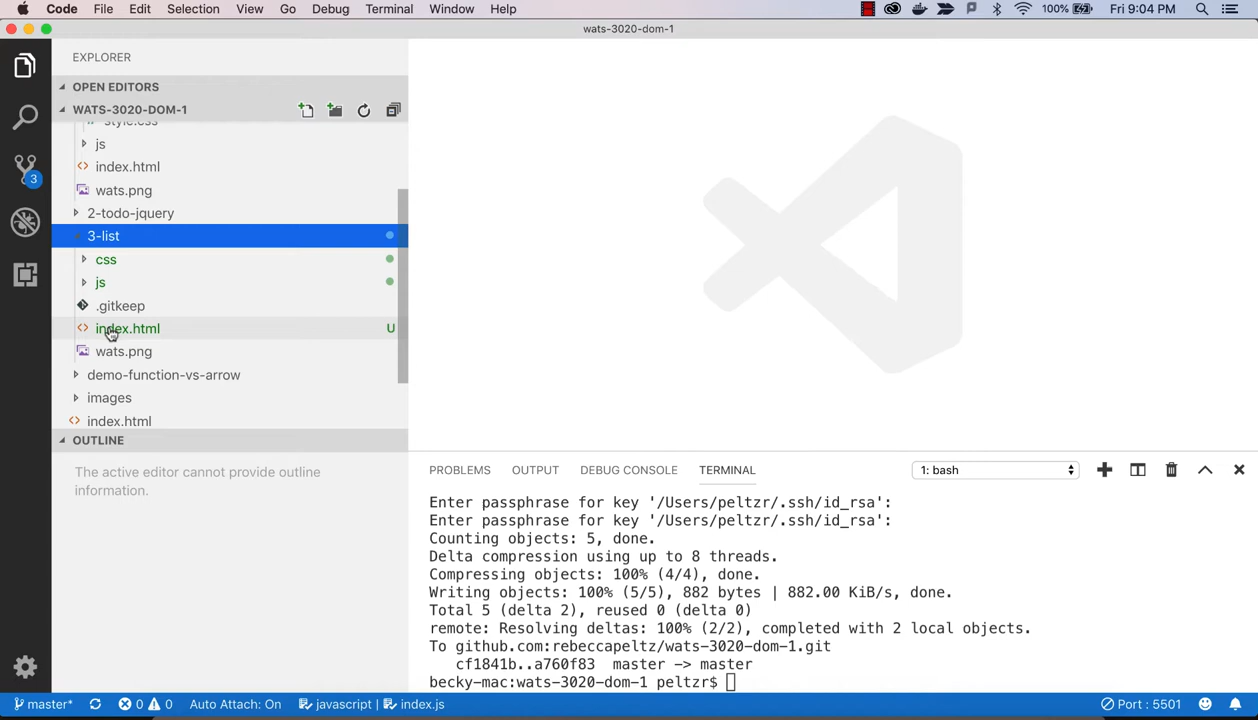 Code File Edit Selection View Go Debug Terminal Window Help 100% Fri 9:04 PM
wats-3020-dom-1
EXPLORER
OPEN EDITORS
WATS-3020-DOM-1
style.css
js
index.html
wats.png
2-todo-jquery
3-list
css
js
.gitkeep
index.html U
wats.png
demo-function-vs-arrow
images
index.html
OUTLINE
The active editor cannot provide outline
information.
3
PROBLEMS OUTPUT DEBUG CONSOLE TERMINAL 1: bash
Enter passphrase for key '/Users/peltzr/.ssh/id_rsa':
Enter passphrase for key '/Users/peltzr/.ssh/id_rsa':
Counting objects: 5, done.
Delta compression using up to 8 threads.
Compressing objects: 100% (4/4), done.
Writing objects: 100% (5/5), 882 bytes | 882.00 KiB/s, done.
Total 5 (delta 2), reused 0 (delta 0)
remote: Resolving deltas: 100% (2/2), completed with 2 local objects.
To github.com:rebeccapeltz/wats-3020-dom-1.git
cf1841b..a760f83 master -> master
becky-mac:wats-3020-dom-1 peltzr$
master* 0 0 Auto Attach: On javascript | index.js Port : 5501